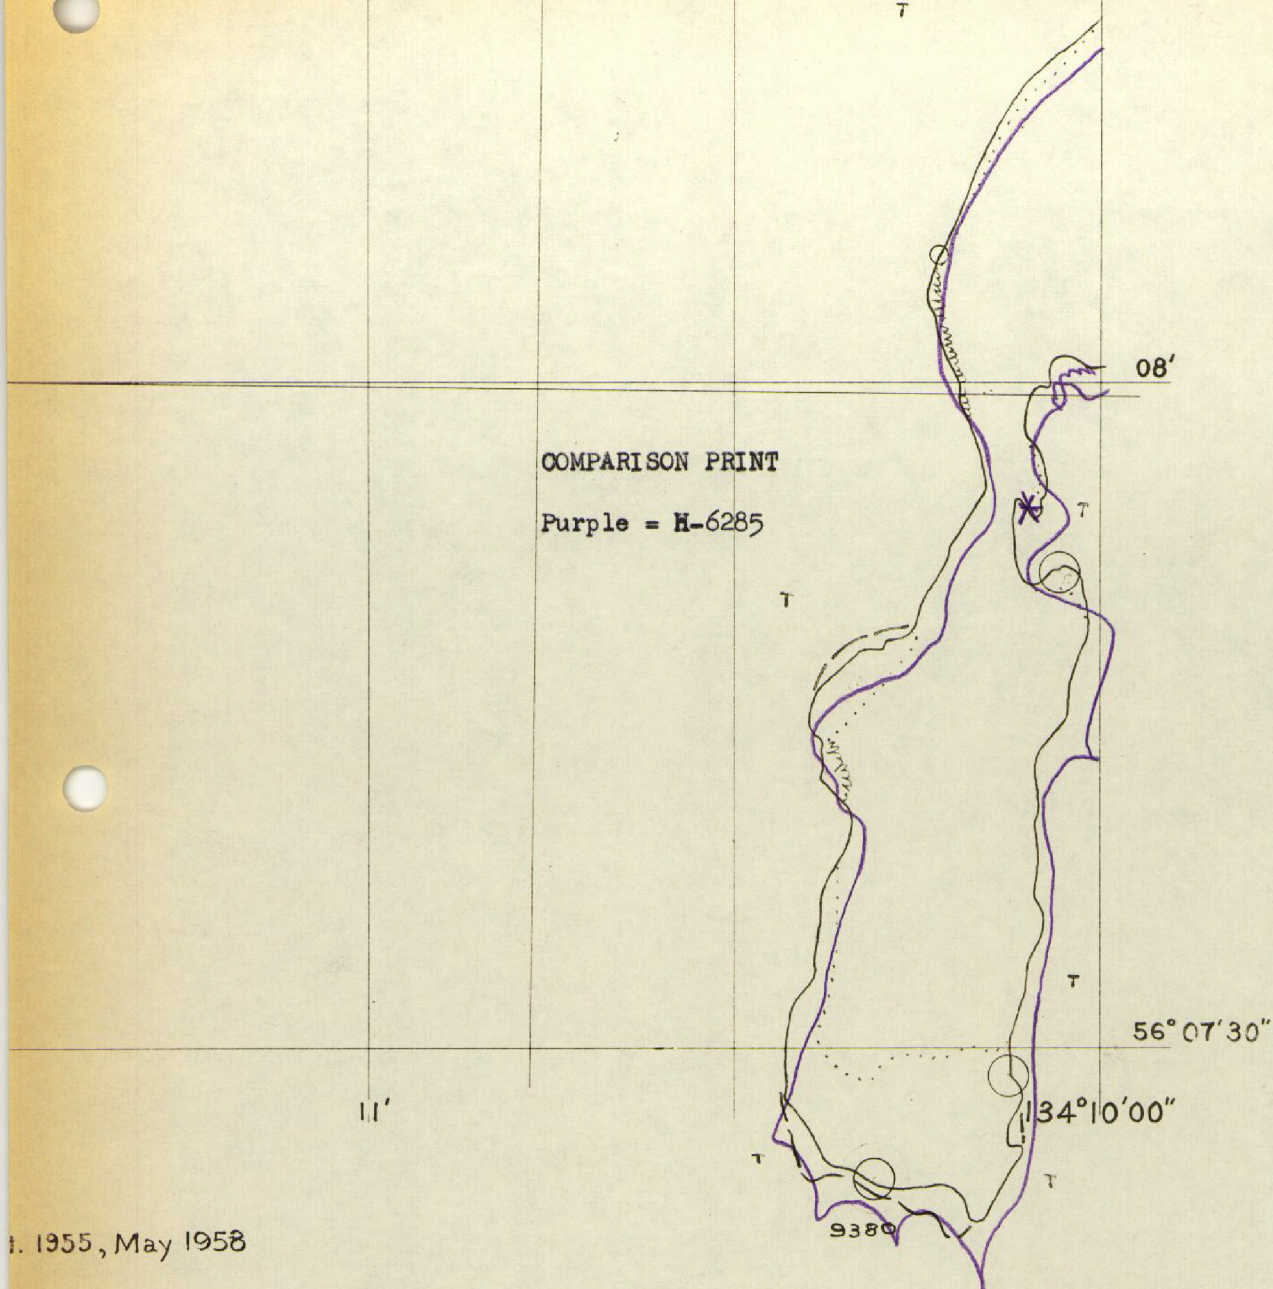 T
08'
COMPARISON PRINT
T
Purple = H-6285
T
T
56°07'30"
11'
134°10'00"
T
T
9380
t. 1955, May 1958